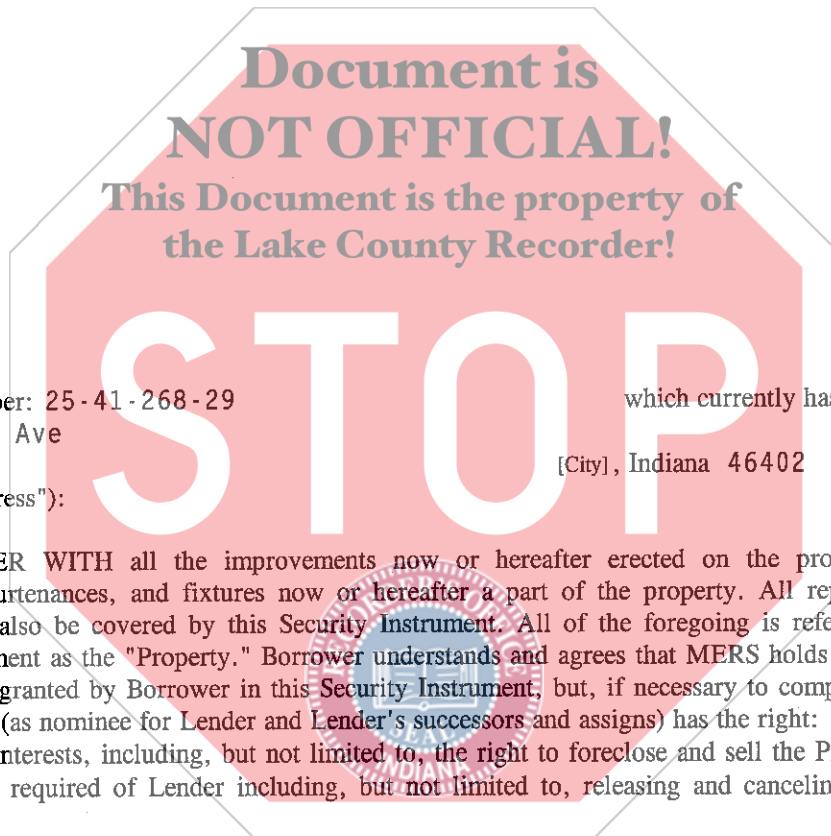 Document is
NOT OFFICIAL!
This Document is the property of
the Lake County Recorder!
STOP
ber: 25-41-268-29 which currently has
Ave
[City], Indiana 46402
ress"):
ER WITH all the improvements now or hereafter erected on the pro
urtenances, and fixtures now or hereafter a part of the property. All rep
also be covered by this Security Instrument. All of the foregoing is refe
nent as the "Property." Borrower understands and agrees that MERS holds
granted by Borrower in this Security Instrument, but, if necessary to comp
(as nominee for Lender and Lender's successors and assigns) has the right:
nterests, including, but not limited to, the right to foreclose and sell the P
required of Lender including, but not limited to, releasing and cancelin
RECORDER'S OFFICE
SEAL
INDIANA